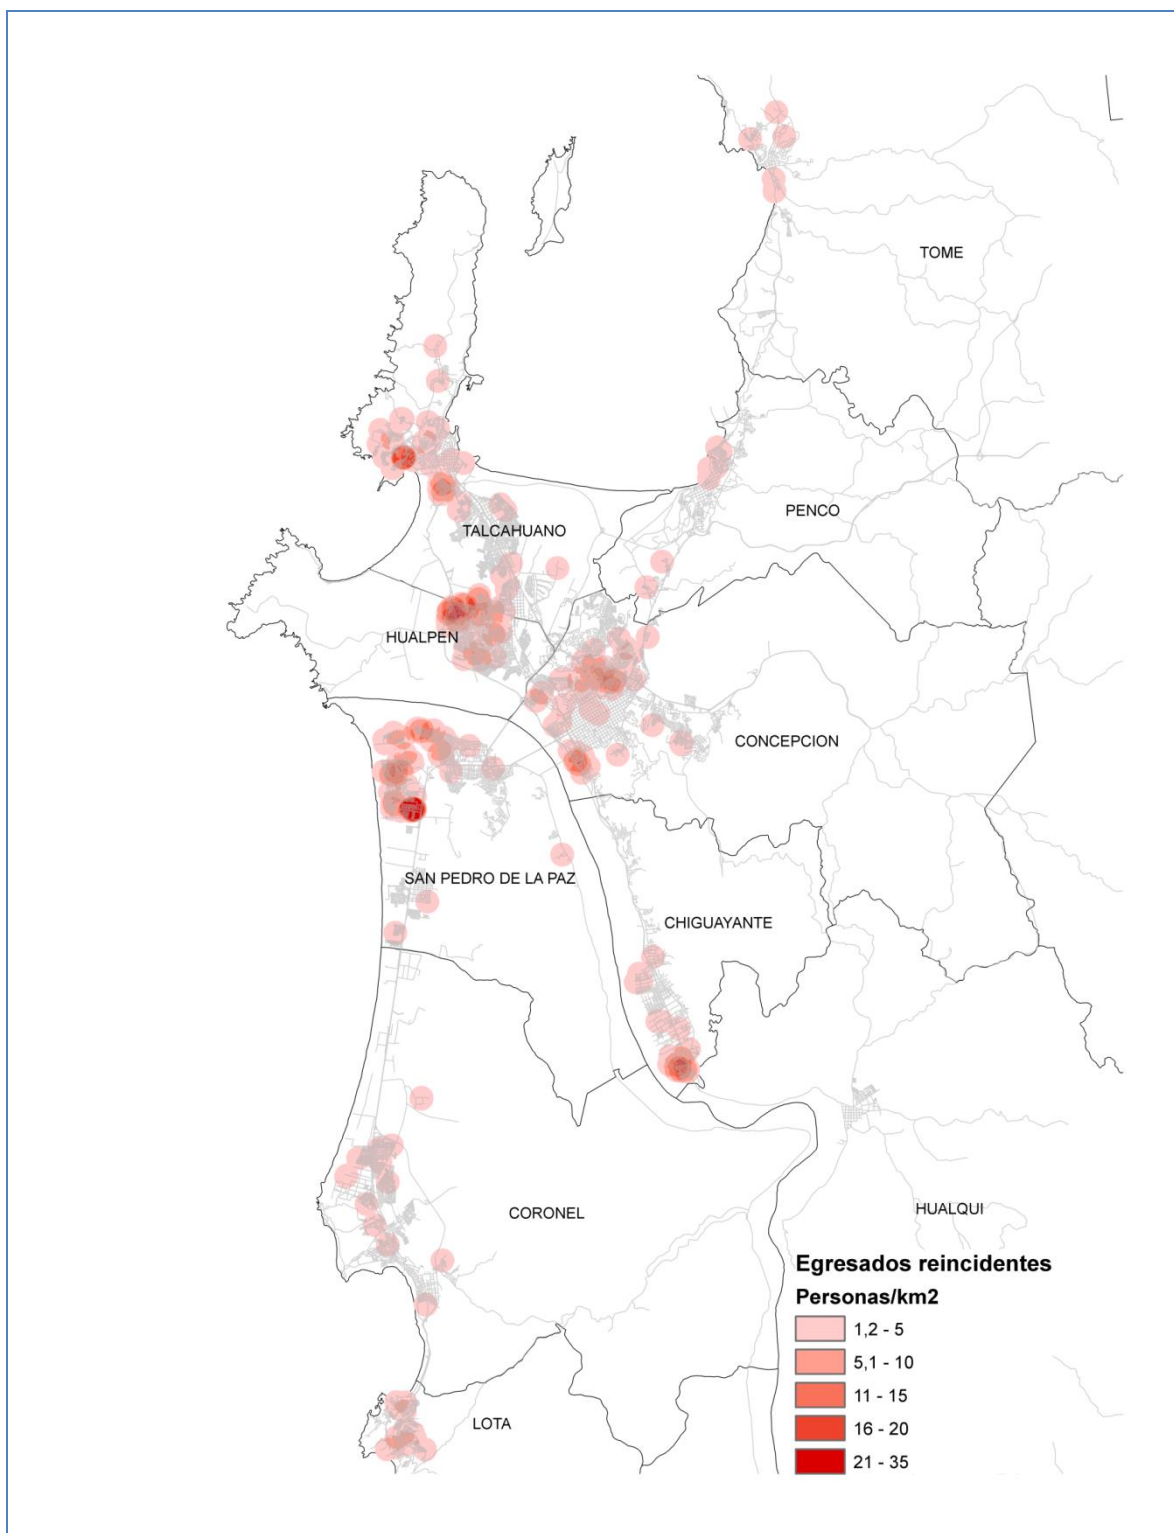 TOME
PENCO
TALCAHUANO
HUALPEN
CONCEPCION
SAN PEDRO DE LA PAZ
CHIGUAYANTE
CORONEL
HUALQUI
LOTA
Egresados reincidentes
Personas/km2
1,2 - 5
5,1 - 10
11 - 15
16 - 20
21 - 35